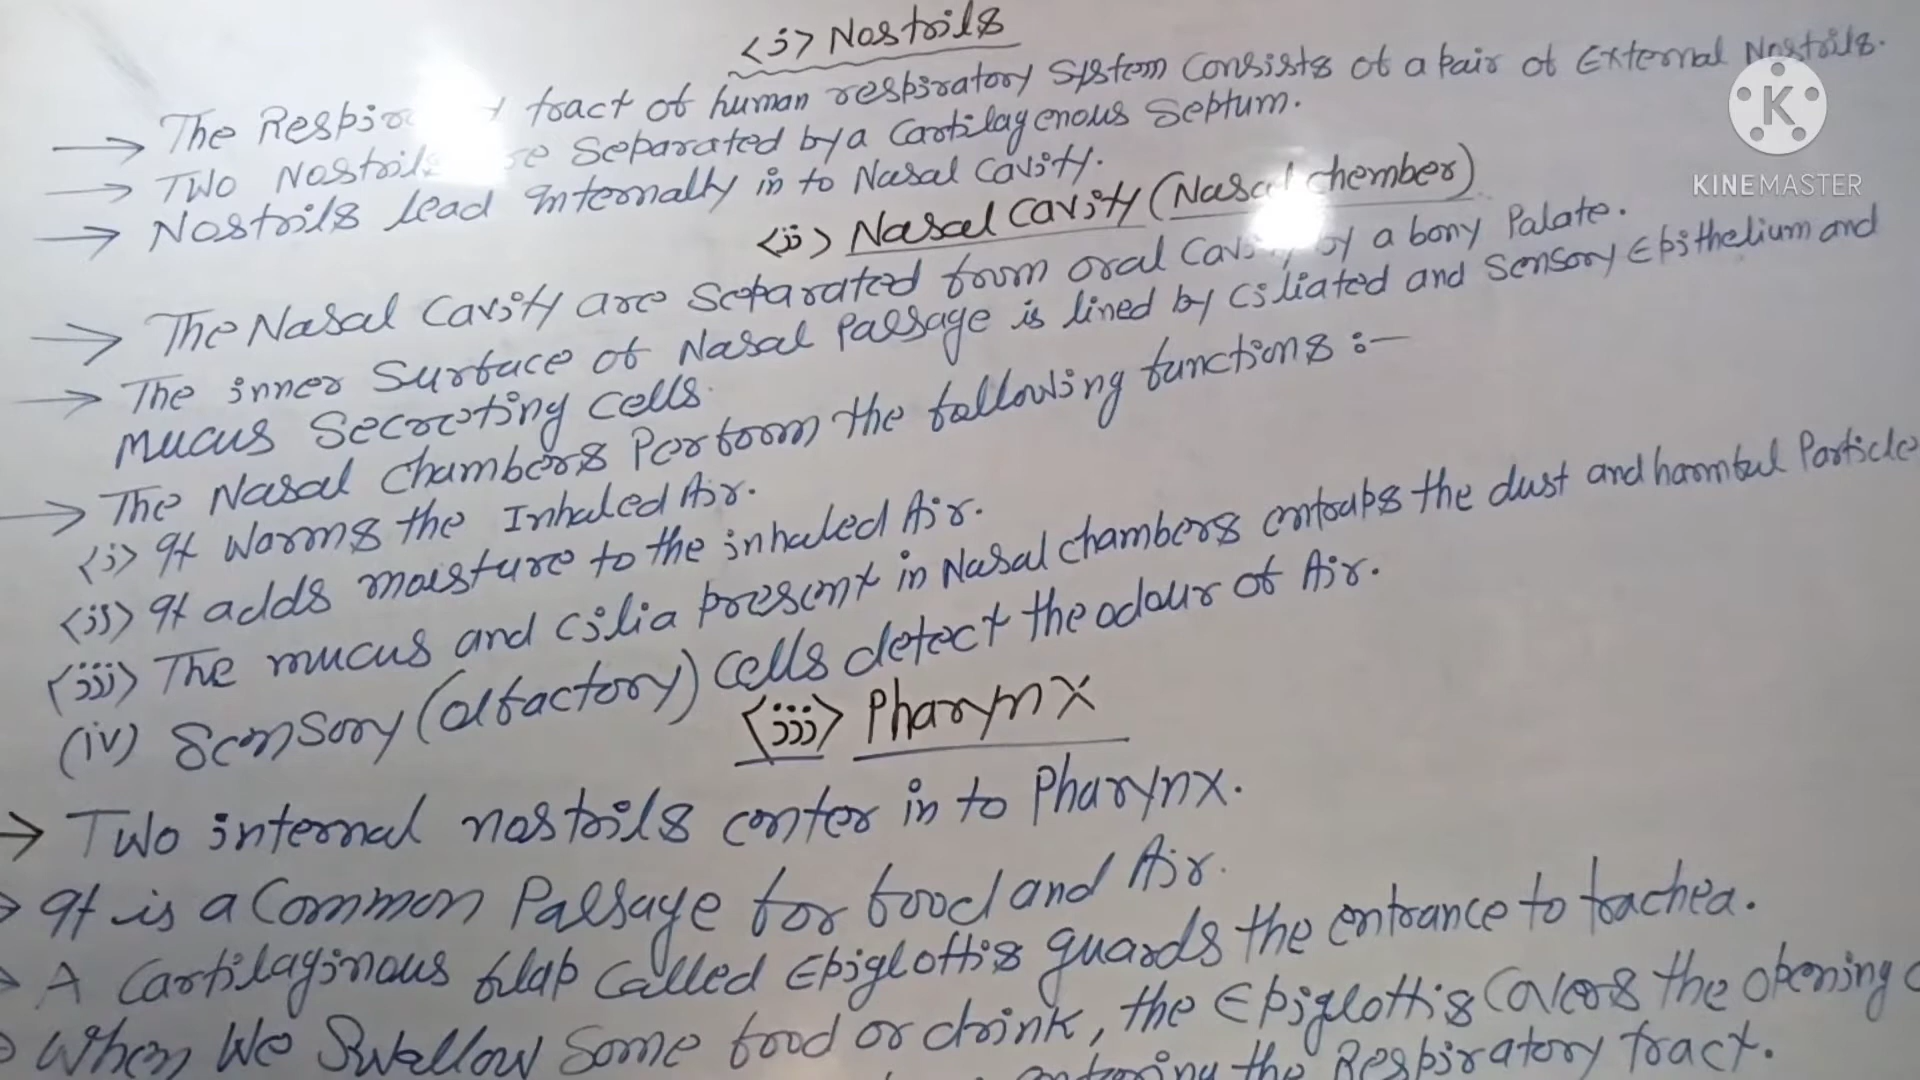 <i> Nostrils
→ The Respiratory tract of human respiratory System Consists of a pair of External Nostrils.
→ Two Nostrils are Separated by a Cartilagenous Septum.
→ Nostrils lead Internally in to Nasal Cavity.
<ii> Nasal Cavity (Nasal chember)
→ The Nasal Cavity are separated from oral Cavity by a bony Palate.
→ The inner Surface of Nasal Passage is lined by Ciliated and Sensory Epithelium and
mucus Secreting Cells.
→ The Nasal Chambers Perform the following functions :-
<i> It Warms the Inhaled Air.
<ii> It adds moisture to the inhaled Air.
<iii> The mucus and Cilia present in Nasal chambers entraps the dust and harmful Particle
(iv) Sensory (olfactory) Cells detect the odour of Air.
<iii> Pharynx
→ Two internal nostrils enter in to Pharynx.
→ It is a Common Passage for food and Air.
→ A Cartilaginous flap Called Epiglottis guards the entrance to trachea.
→ When We Swallow Some food or drink, the Epiglottis Covers the opening
entering the Respiratory tract.
KINEMASTER